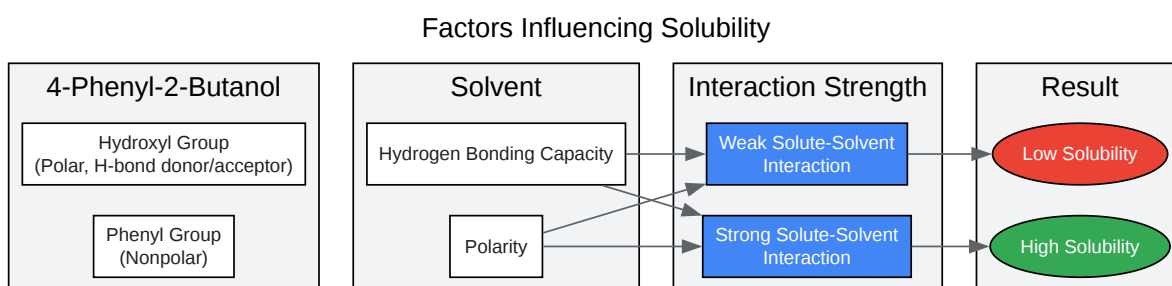 Factors Influencing Solubility
4-Phenyl-2-Butanol
Hydroxyl Group
(Polar, H-bond donor/acceptor)
Phenyl Group
(Nonpolar)
Solvent
Hydrogen Bonding Capacity
Polarity
Interaction Strength
Weak Solute-Solvent
Interaction
Strong Solute-Solvent
Interaction
Result
Low Solubility
High Solubility